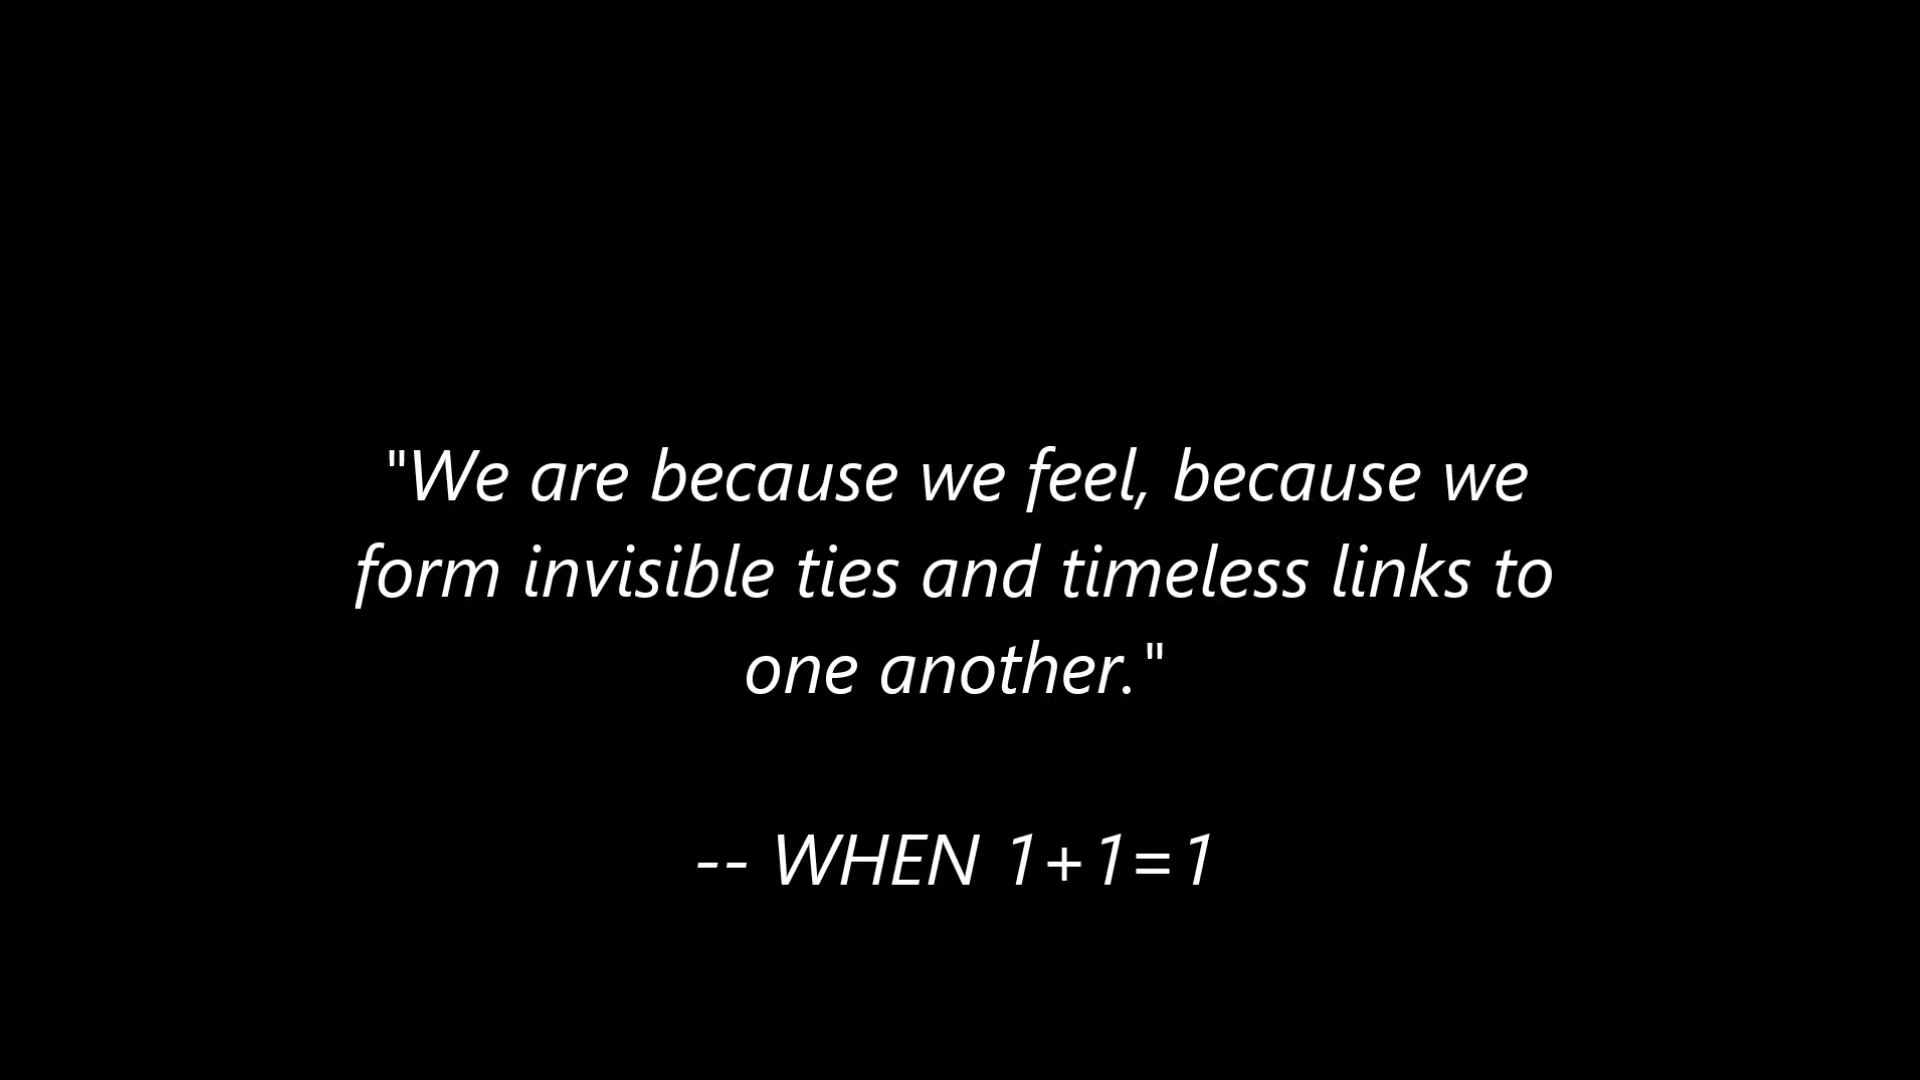 "We are because we feel, because we
form invisible ties and timeless links to
one another."
-- WHEN 1+1=1